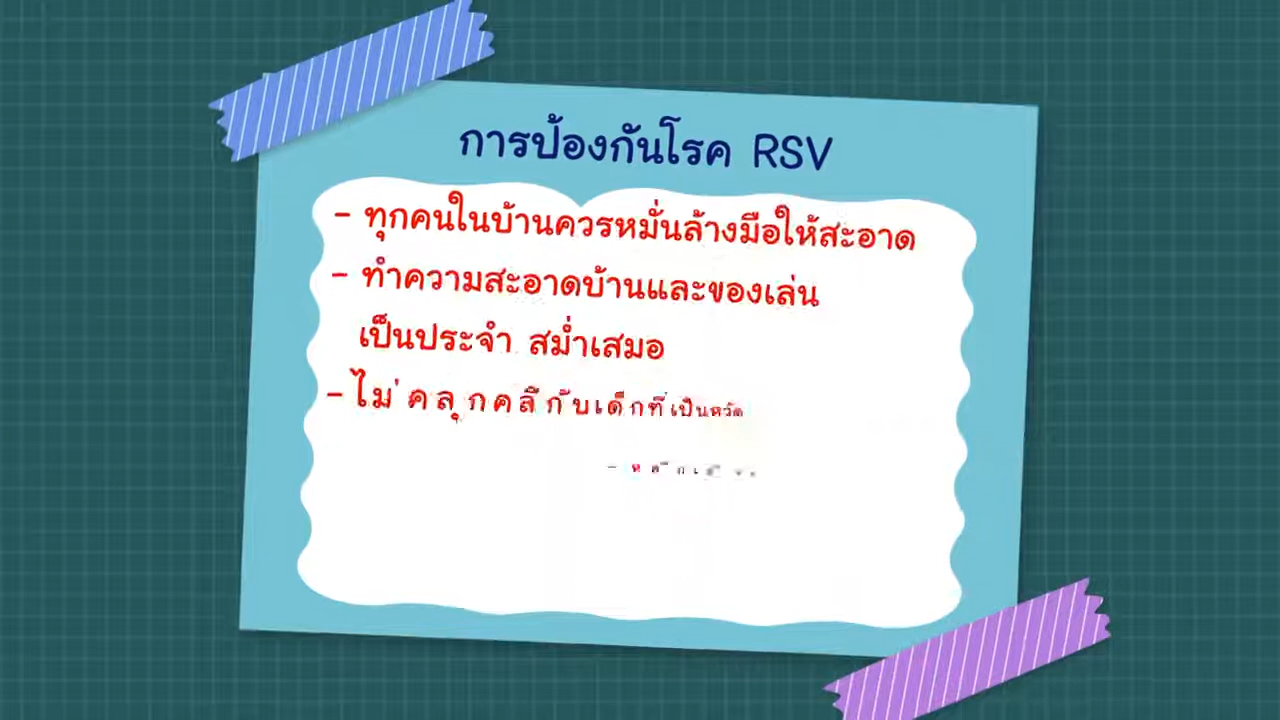 การป้องกันโรค RSV
- ทุกคนในบ้านควรหมั่นล้างมือให้สะอาด
- ทำความสะอาดบ้านและของเล่น
เป็นประจำ สม่ำเสมอ
- ไม่คลุกคลีกับเด็กที่เป็นหวัด